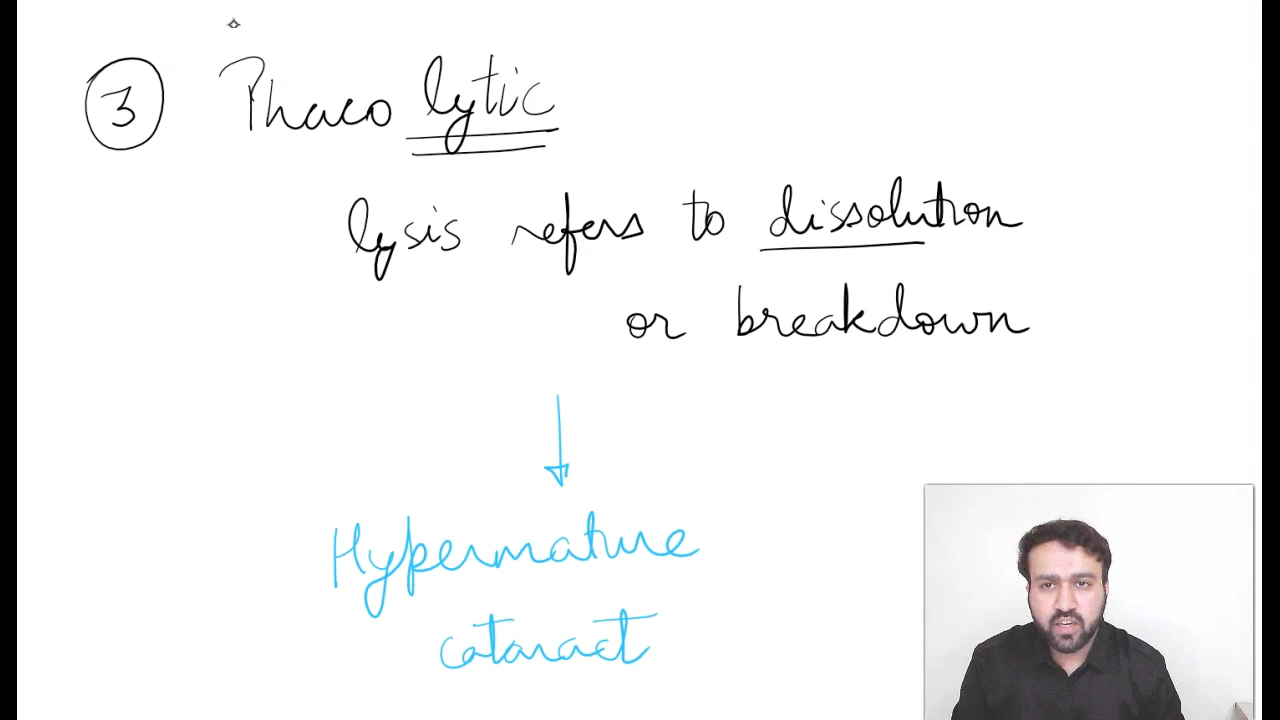 3 Phacolytic
lysis refers to dissolution
or breakdown
Hypermature
cataract